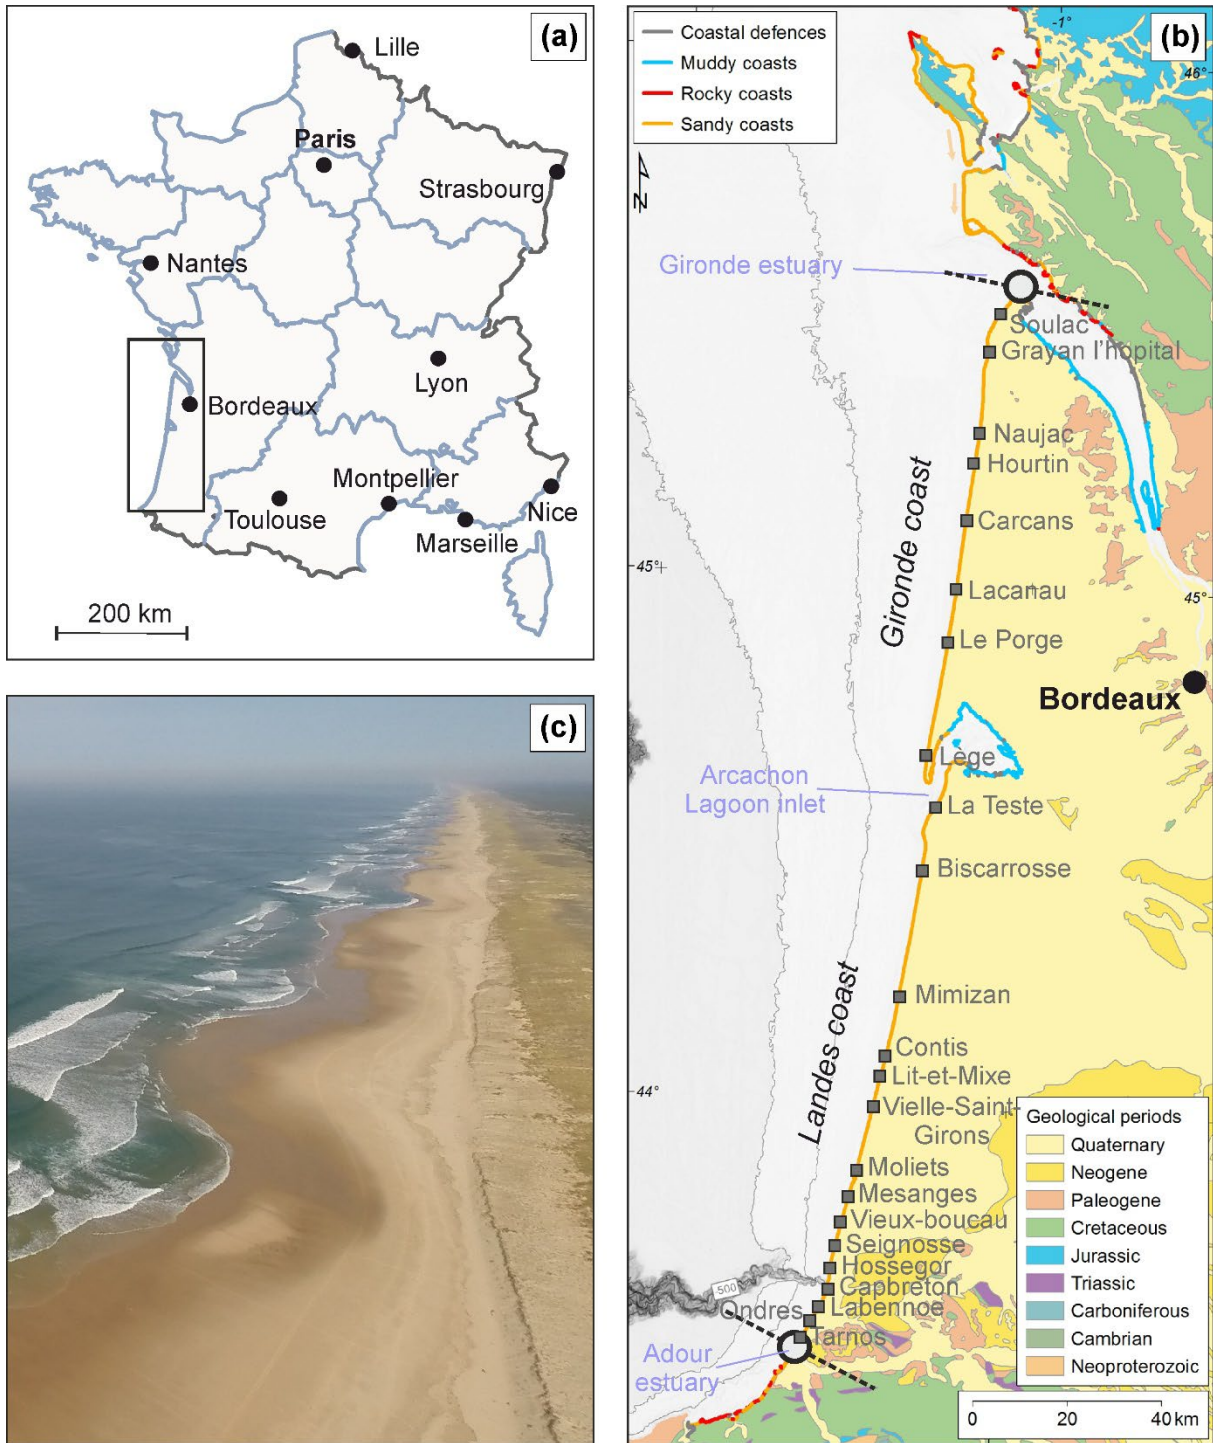 (a)
Lille
Paris
Strasbourg
Nantes
Lyon
Bordeaux
Montpellier
Toulouse
Nice
Marseille
200 km
(b)
Coastal defences
Muddy coasts
Rocky coasts
Sandy coasts
N
-1°
46°
Gironde estuary
Soulac
Grayan l'hopital
Naujac
Hourtin
Gironde coast
Carcans
45°
45°
Lacanau
Le Porge
Bordeaux
Lège
Arcachon
Lagoon inlet
La Teste
Biscarrosse
Mimizan
Landes coast
Contis
Lit-et-Mixe
44°
Vielle-Saint-
Girons
Moliets
Mesanges
Vieux-boucau
Seignosse
Hossegor
500
Capbreton
Labennoe
Ondres
Tarnos
Adour
estuary
Geological periods
Quaternary
Neogene
Paleogene
Cretaceous
Jurassic
Triassic
Carboniferous
Cambrian
Neoproterozoic
0 20 40 km
(c)